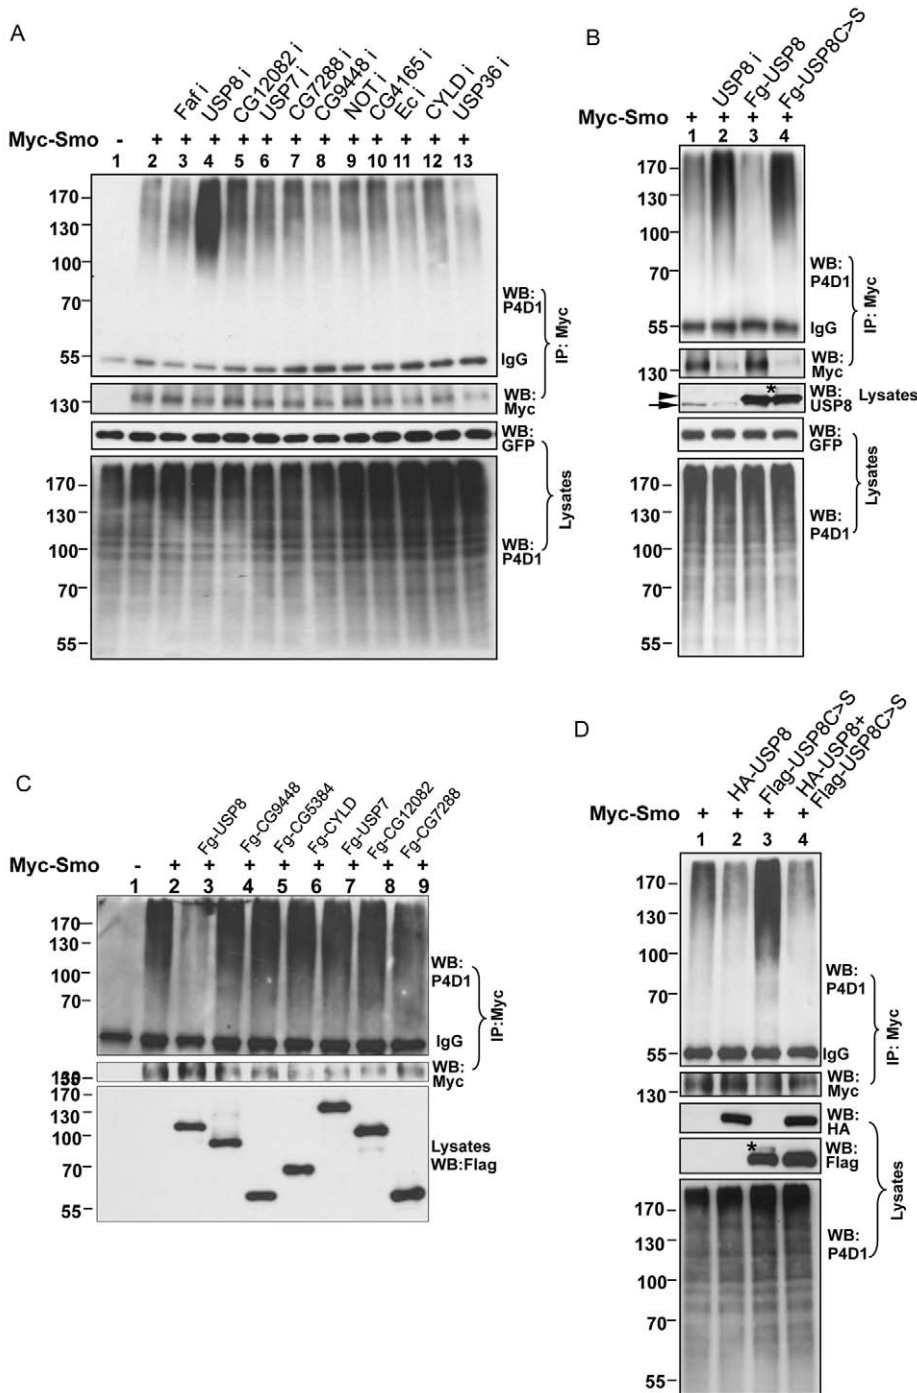 A
Faf i
USP8 i
CG12082 i
USP7 i
CG7288 i
CG9448 i
NOT i
CG4165 i
Ec i
CYLD i
USP36 i
Myc-Smo - + + + + + + + + + + + +
1 2 3 4 5 6 7 8 9 10 11 12 13
170
130
100
70
55
WB:
P4D1
IgG
IP: Myc
130
WB:
Myc
WB:
GFP
170
130
100
70
55
WB:
P4D1
Lysates
B
USP8 i
Fg-USP8
Fg-USP8C>S
Myc-Smo + + + +
1 2 3 4
170
130
100
70
55
WB:
P4D1
IgG
IP: Myc
130
WB:
Myc
*
WB:
USP8
Lysates
WB:
GFP
170
130
100
70
55
WB:
P4D1
Lysates
C
Fg-USP8
Fg-CG9448
Fg-CG5384
Fg-CYLD
Fg-USP7
Fg-CG12082
Fg-CG7288
Myc-Smo - + + + + + + + +
1 2 3 4 5 6 7 8 9
170
130
100
70
WB:
P4D1
IgG
IP:Myc
WB:
Myc
170
130
100
70
55
Lysates
WB:Flag
D
HA-USP8
Flag-USP8C>S
HA-USP8+
Flag-USP8C>S
Myc-Smo + + + +
1 2 3 4
170
130
100
70
55
WB:
P4D1
IgG
IP: Myc
130
WB:
Myc
WB:
HA
*
WB:
Flag
170
130
100
70
55
WB:
P4D1
Lysates